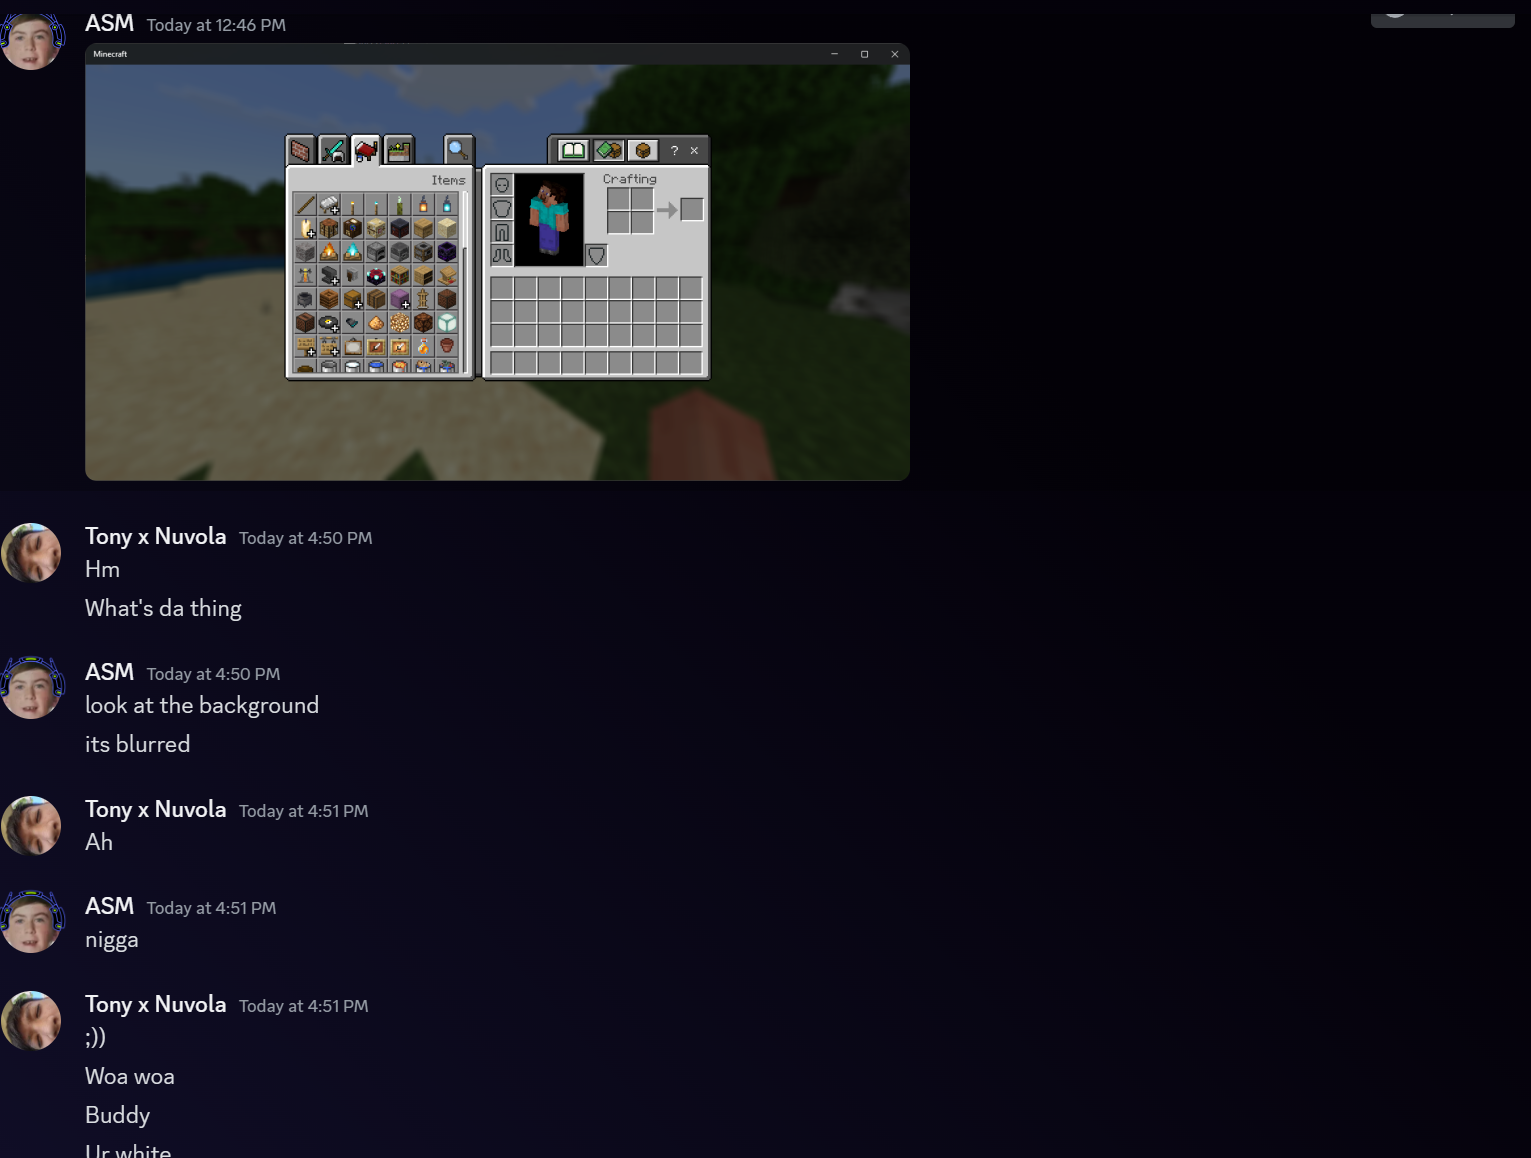 ASM Today at 12:46 PM
Minecraft
Items
Crafting
?
Tony x Nuvola Today at 4:50 PM
Hm
What's da thing
ASM Today at 4:50 PM
look at the background
its blurred
Tony x Nuvola Today at 4:51 PM
Ah
ASM Today at 4:51 PM
nigga
Tony x Nuvola Today at 4:51 PM
;))
Woa woa
Buddy
Ur white